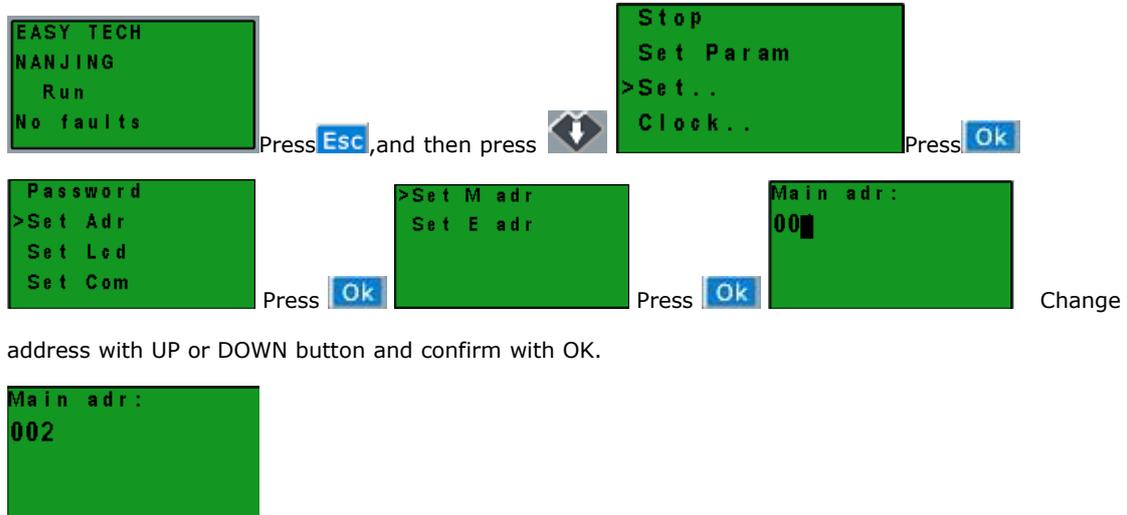 EASY TECH
NANJING
Run
No faults
Press Esc ,and then press
Stop
Set Param
>Set..
Clock..
Press Ok
Password
>Set Adr
Set Lcd
Set Com
Press Ok
>Set M adr
Set E adr
Press Ok
Main adr:
00
Change
address with UP or DOWN button and confirm with OK.
Main adr:
002